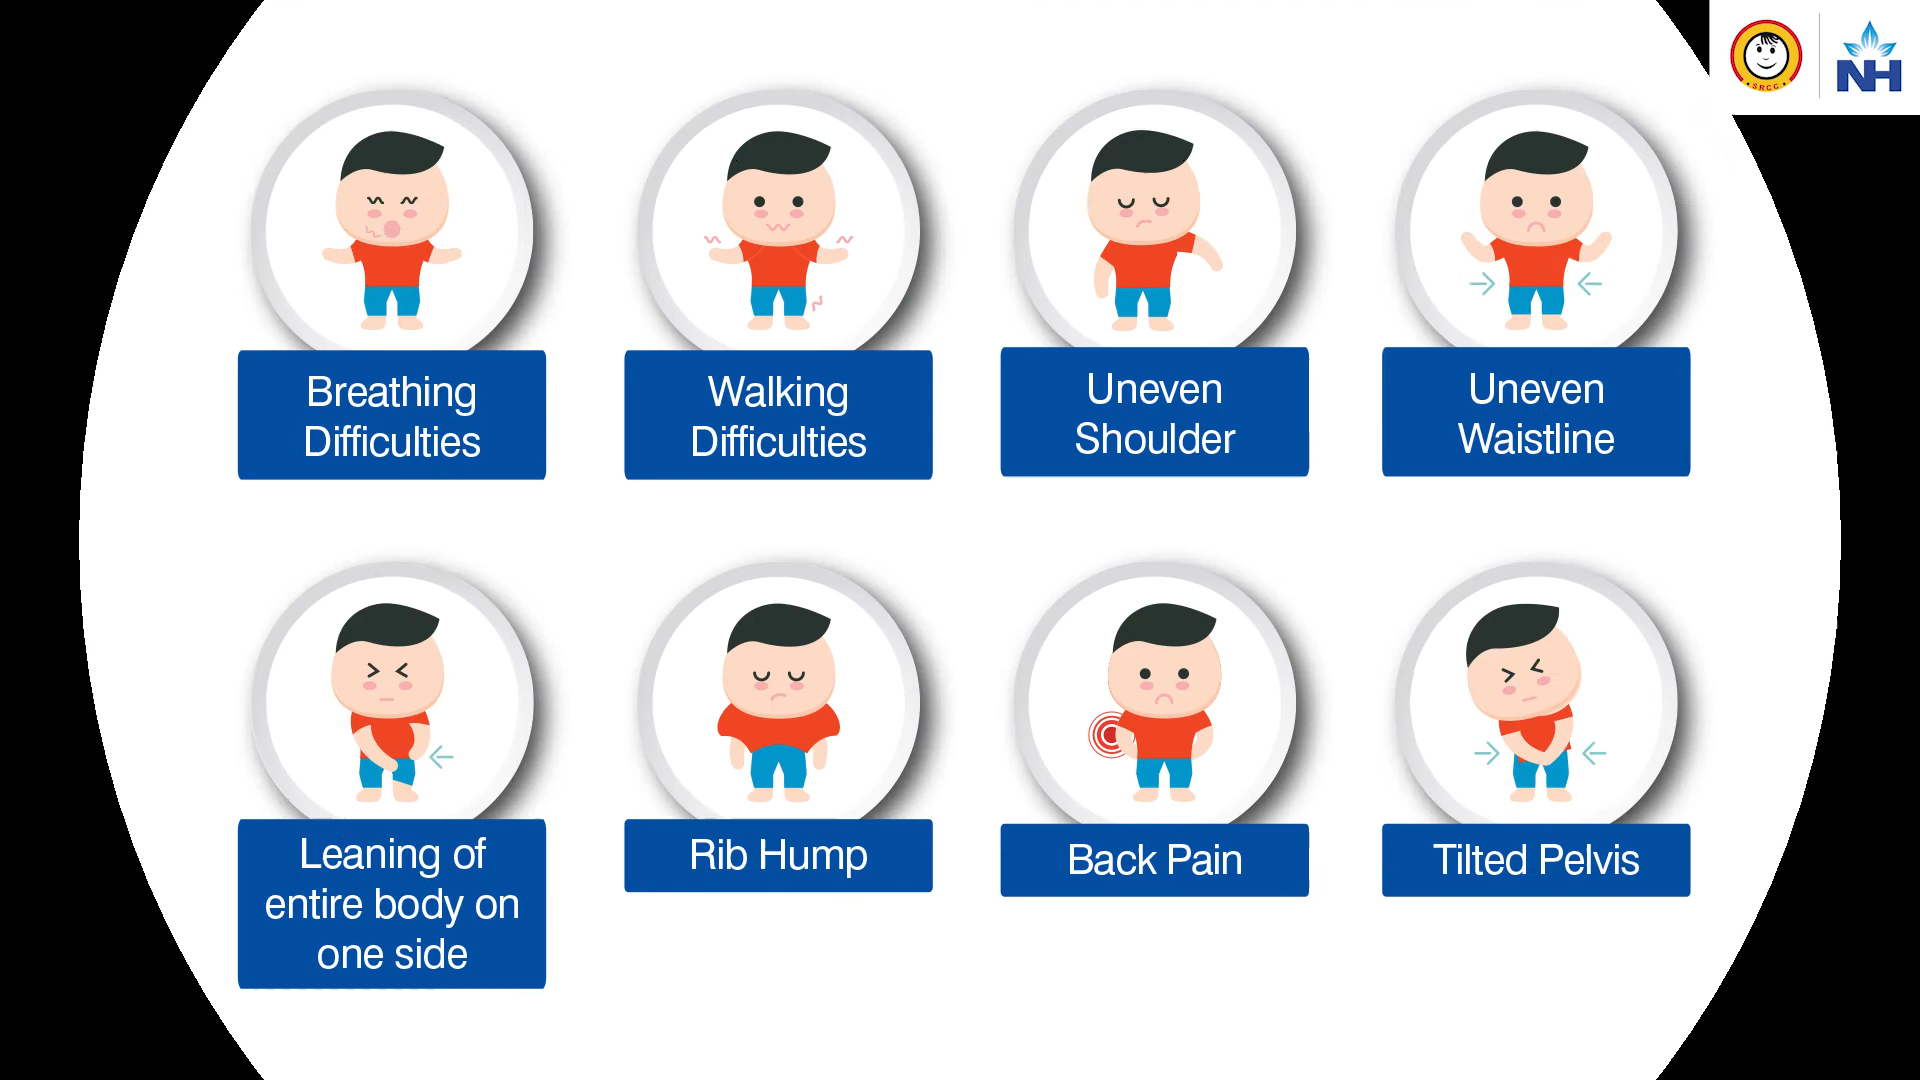 SRCC
NH
Breathing
Difficulties
Walking
Difficulties
Uneven
Shoulder
Uneven
Waistline
Leaning of
entire body on
one side
Rib Hump
Back Pain
Tilted Pelvis